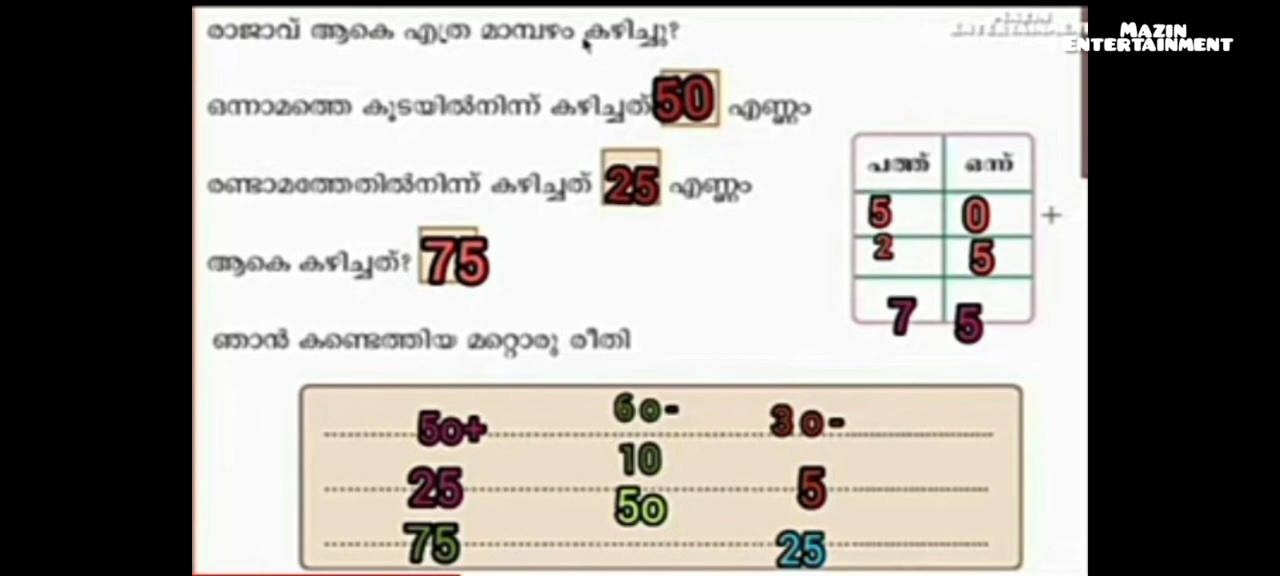 രാജാവ് ആകെ എത്ര മാമ്പഴം കഴിച്ചു?
MAZIN
ENTERTAINMENT
ഒന്നാമത്തെ കൂടയിൽനിന്ന് കഴിച്ചത് 50 എണ്ണം
രണ്ടാമത്തേതിൽനിന്ന് കഴിച്ചത് 25 എണ്ണം
ആകെ കഴിച്ചത്? 75
പത്ത് ഒന്ന്
5 0 +
2 5
7 5
ഞാൻ കണ്ടെത്തിയ മറ്റൊരു രീതി
50+ 60- 30-
25 10 5
75 50 25